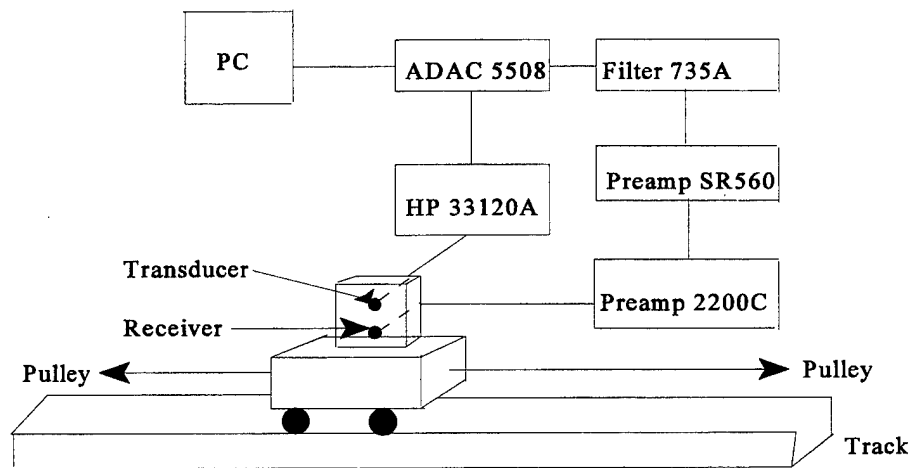 PC
ADAC 5508
Filter 735A
HP 33120A
Preamp SR560
Transducer
Preamp 2200C
Receiver
Pulley
Pulley
Track